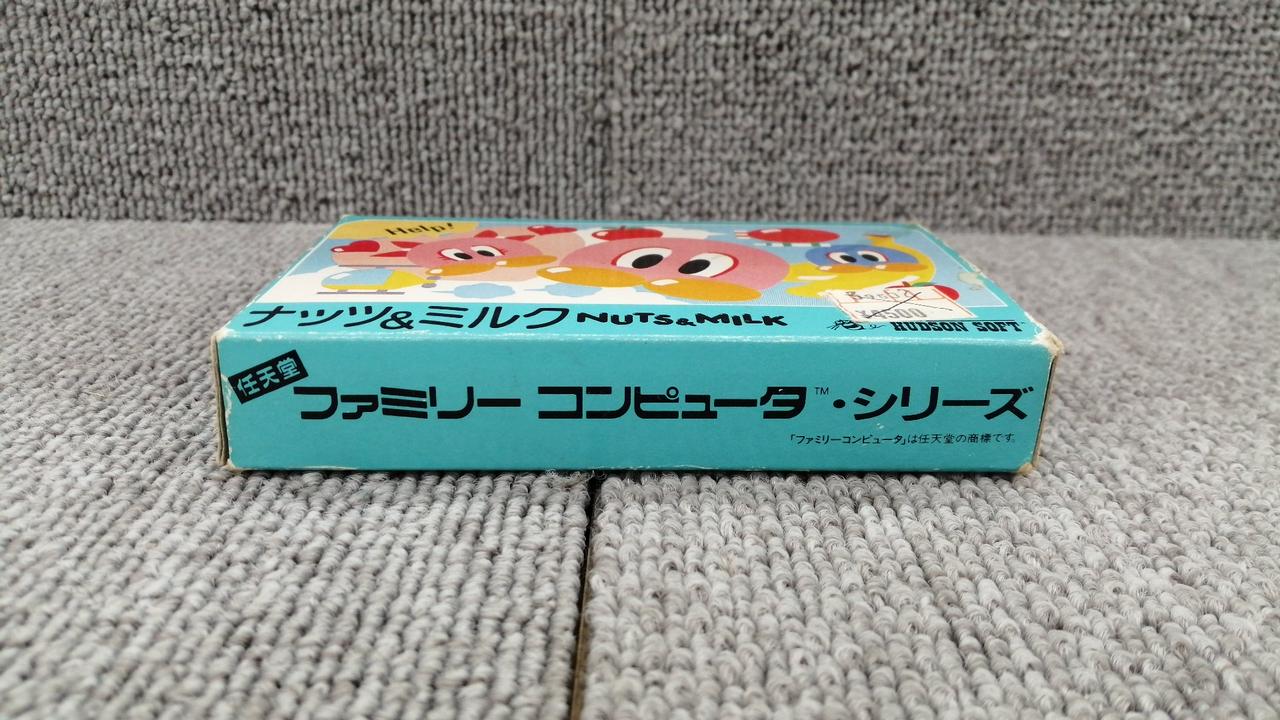 Help!
ナッツ&ミルク NUTS&MILK
HUDSON SOFT
任天堂
ファミリー コンピュータ™・シリーズ
「ファミリーコンピュータ」は任天堂の商標です。